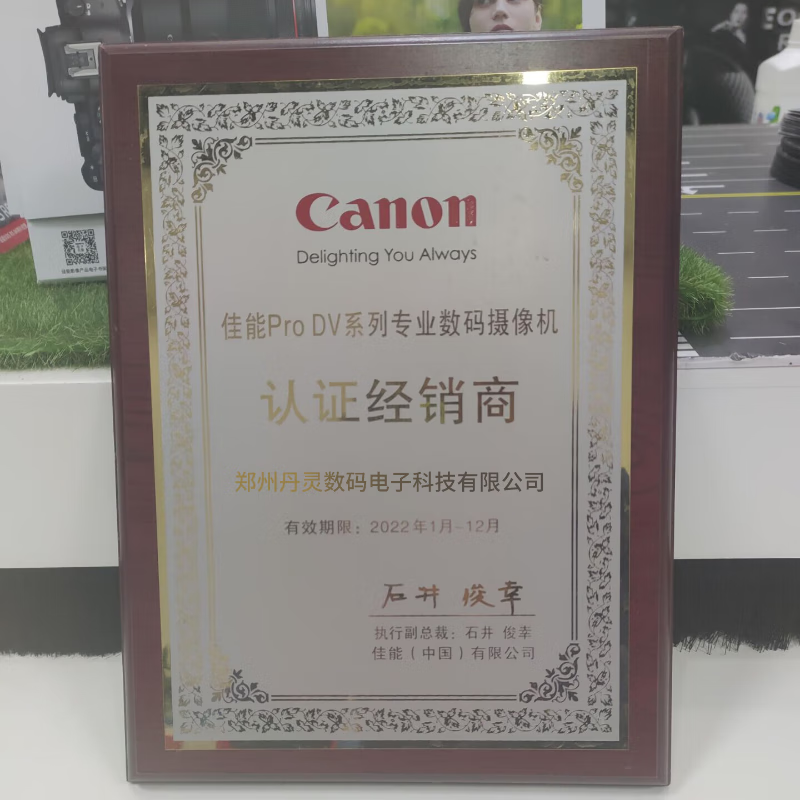 Canon
Delighting You Always
佳能Pro DV系列专业数码摄像机
认证经销商
郑州丹灵数码电子科技有限公司
有效期限：2022年1月-12月
石井 俊幸
执行副总裁：石井 俊幸
佳能（中国）有限公司